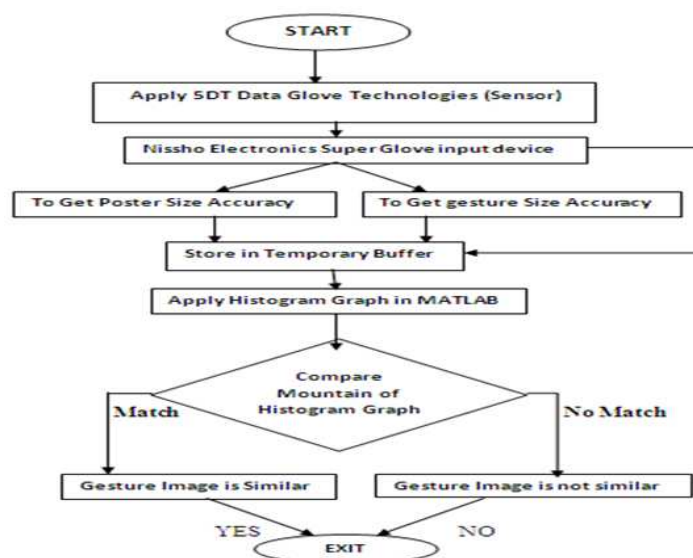 START
Apply 5DT Data Glove Technologies (Sensor)
Nissho Electronics Super Glove input device
To Get Poster Size Accuracy
To Get gesture Size Accuracy
Store in Temporary Buffer
Apply Histogram Graph in MATLAB
Compare
Mountain of
Histogram Graph
Match
No Match
Gesture Image is Similar
Gesture Image is not similar
YES
NO
EXIT